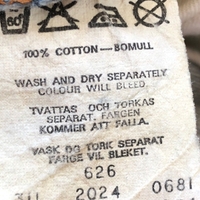 60
100% COTTON—BOMULL
WASH AND DRY SEPARATELY
COLOUR WILL BLEED
TVATTAS OCH TORKAS
SEPARAT. FARGEN
KOMMER ATT FALLA.
VASK OG TORK SEPARAT
FARGE VIL BLEKET.
626
311 2024 0681